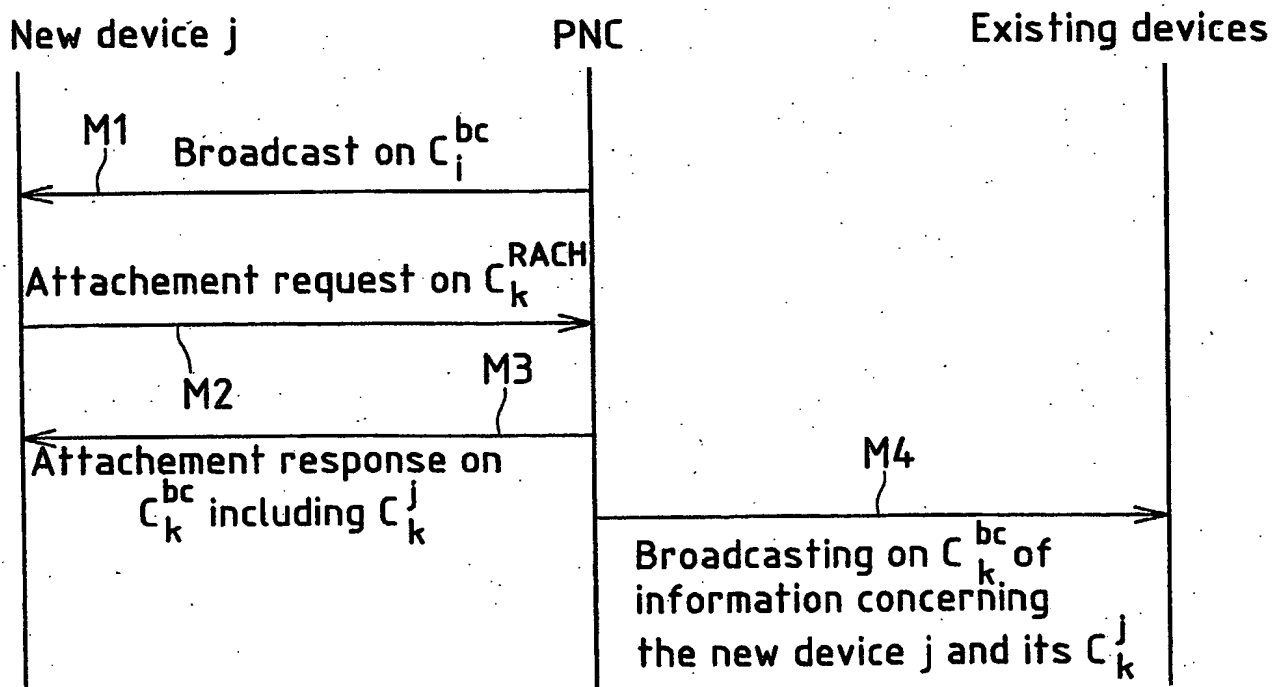 New device j
PNC
Existing devices
M1
Broadcast on C_i^bc
Attachement request on C_k^RACH
M2
M3
Attachement response on
C_k^bc including C_k^j
M4
Broadcasting on C_k^bc of
information concerning
the new device j and its C_k^j